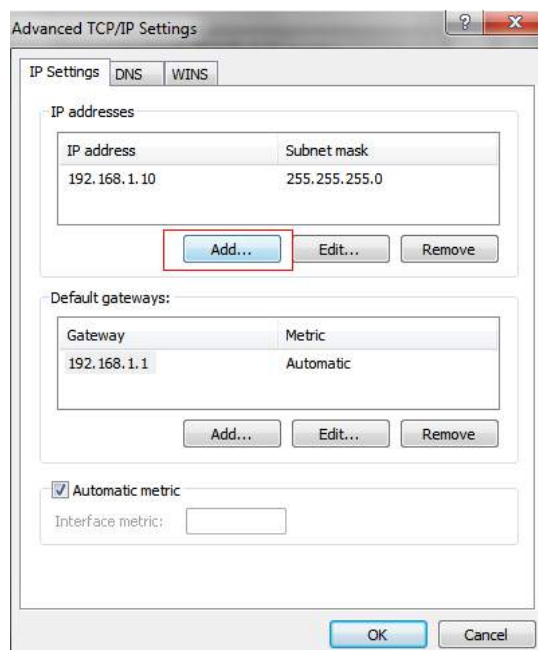 Advanced TCP/IP Settings
IP Settings DNS WINS
IP addresses
IP address Subnet mask
192.168.1.10 255.255.255.0
Add... Edit... Remove
Default gateways:
Gateway Metric
192.168.1.1 Automatic
Add... Edit... Remove
Automatic metric
Interface metric:
OK Cancel